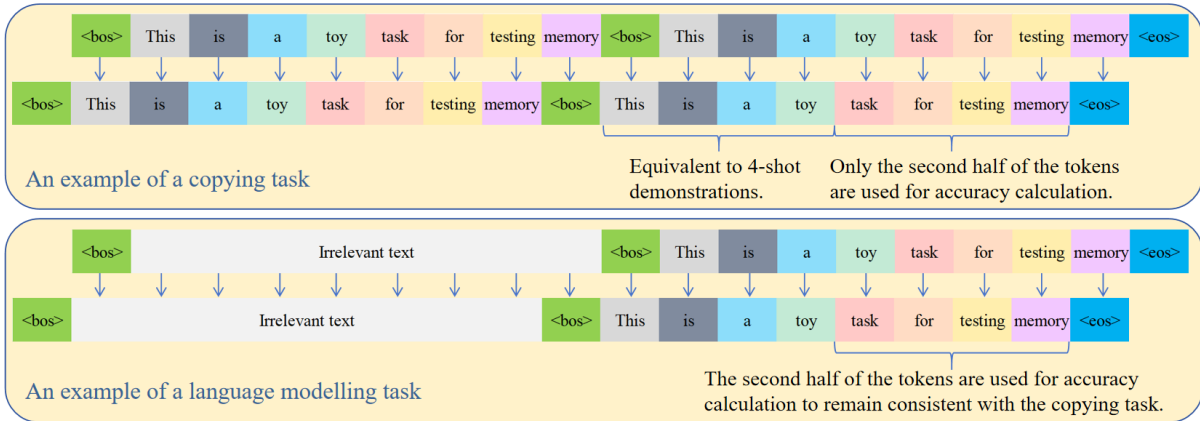 <bos> This is a toy task for testing memory <bos> This is a toy task for testing memory <eos>
<bos> This is a toy task for testing memory <bos> This is a toy task for testing memory <eos>
Equivalent to 4-shot
demonstrations.
Only the second half of the tokens
are used for accuracy calculation.
An example of a copying task
<bos> Irrelevant text <bos> This is a toy task for testing memory <eos>
<bos> Irrelevant text <bos> This is a toy task for testing memory <eos>
The second half of the tokens are used for accuracy
calculation to remain consistent with the copying task.
An example of a language modelling task